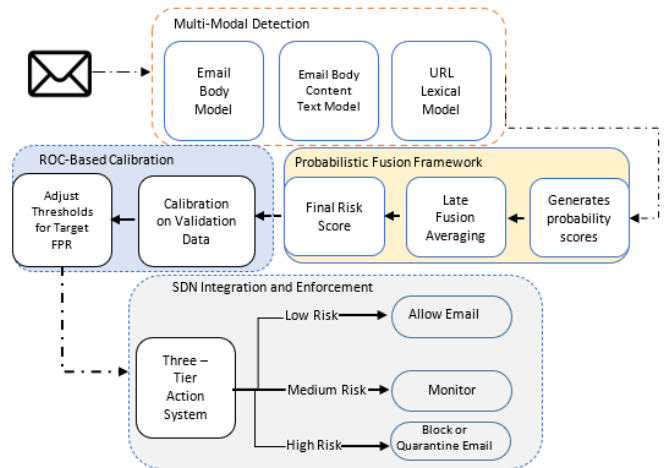 Multi-Modal Detection
Email
Body
Model
Email Body
Content
Text Model
URL
Lexical
Model
ROC-Based Calibration
Adjust
Thresholds
for Target
FPR
Calibration
on Validation
Data
Probabilistic Fusion Framework
Final Risk
Score
Late
Fusion
Averaging
Generates
probability
scores
SDN Integration and Enforcement
Three –
Tier
Action
System
Low Risk
Allow Email
Medium Risk
Monitor
High Risk
Block or
Quarantine Email